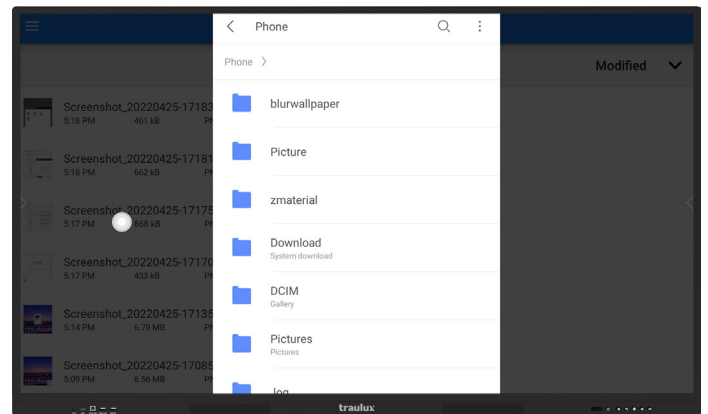 Phone
Phone
Modified
blurwallpaper
Picture
zmaterial
Download
System download
DCIM
Gallery
Pictures
Pictures
log
Screenshot_20220425-17183
5:18 PM 461 kB
Screenshot_20220425-17181
5:18 PM 662 kB
Screenshot_20220425-17175
5:17 PM 868 kB
Screenshot_20220425-17170
5:17 PM 433 kB
Screenshot_20220425-17135
5:14 PM 6.79 MB
Screenshot_20220425-17085
5:09 PM 6.56 MB
traulux